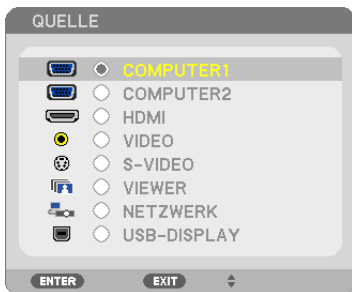 QUELLE
COMPUTER1
COMPUTER2
HDMI
VIDEO
S-VIDEO
VIEWER
NETZWERK
USB-DISPLAY
ENTER EXIT